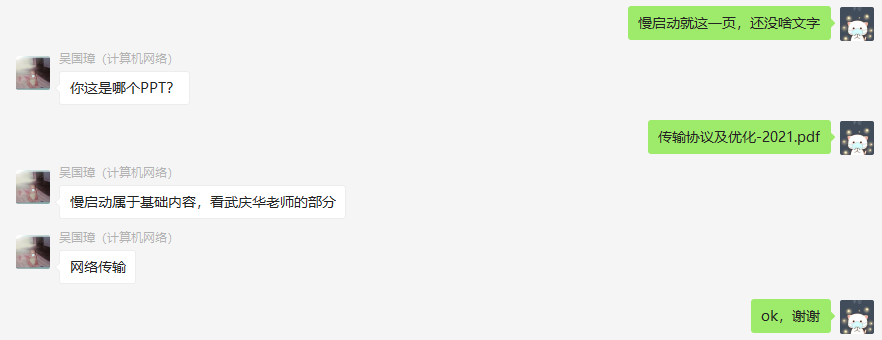 慢启动就这一页，还没啥文字
吴国璋（计算机网络）
你这是哪个PPT？
传输协议及优化-2021.pdf
吴国璋（计算机网络）
慢启动属于基础内容，看武庆华老师的部分
吴国璋（计算机网络）
网络传输
ok，谢谢